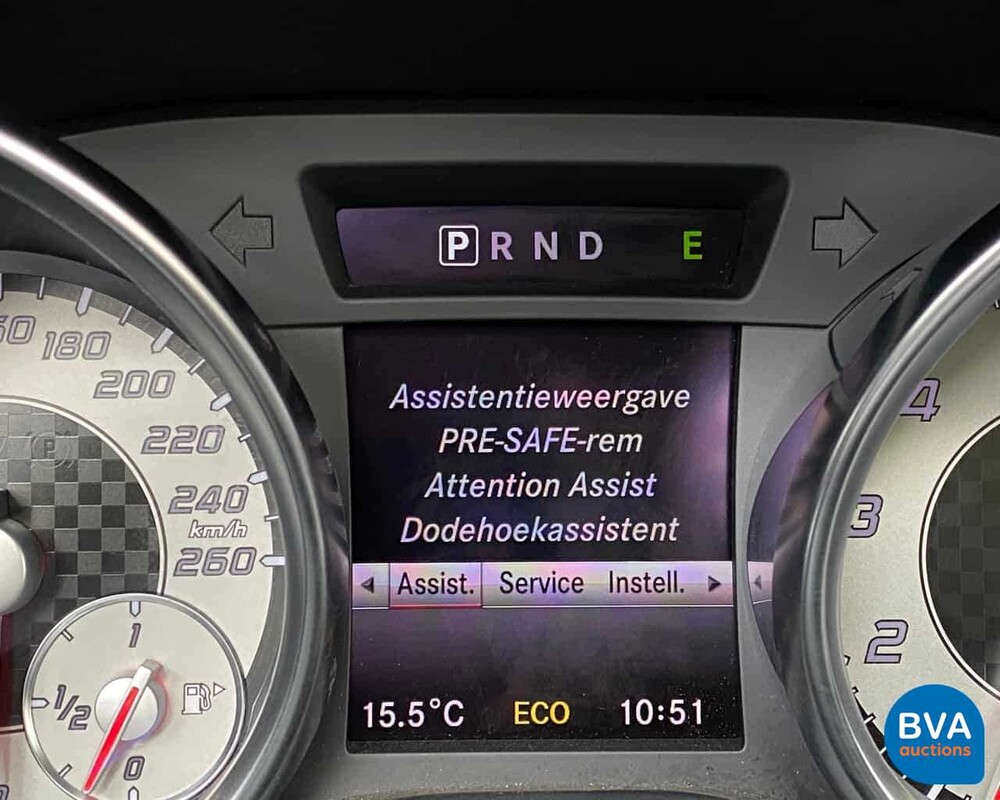 P R N D E
180
200
220
240
km/h
260
Assistentieweergave
PRE-SAFE-rem
Attention Assist
Dodehoekassistent
Assist. Service Instell.
15.5°C ECO 10:51
1
1/2
0
4
3
2
BVA
auctions